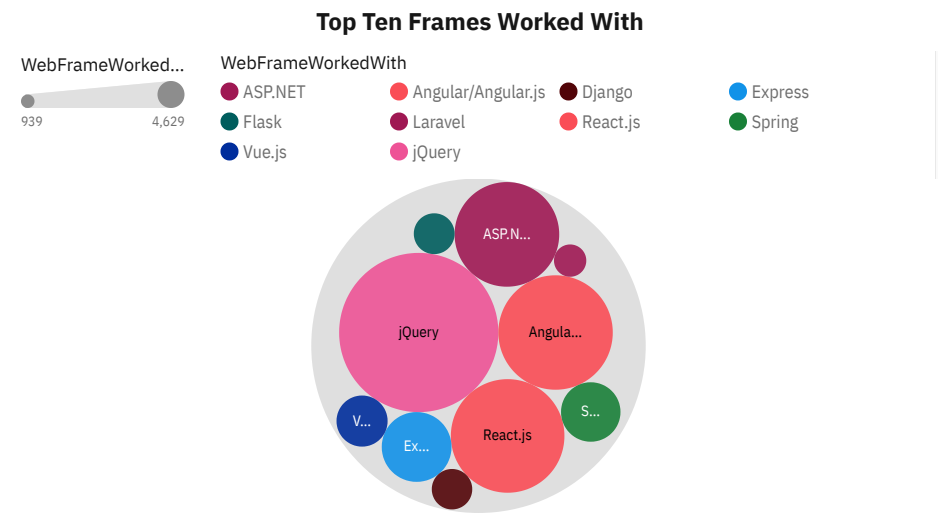 Top Ten Frames Worked With
WebFrameWorked...
939
4,629
WebFrameWorkedWith
ASP.NET
Angular/Angular.js
Django
Express
Flask
Laravel
React.js
Spring
Vue.js
jQuery
ASP.N...
jQuery
Angula...
S...
V...
React.js
Ex...